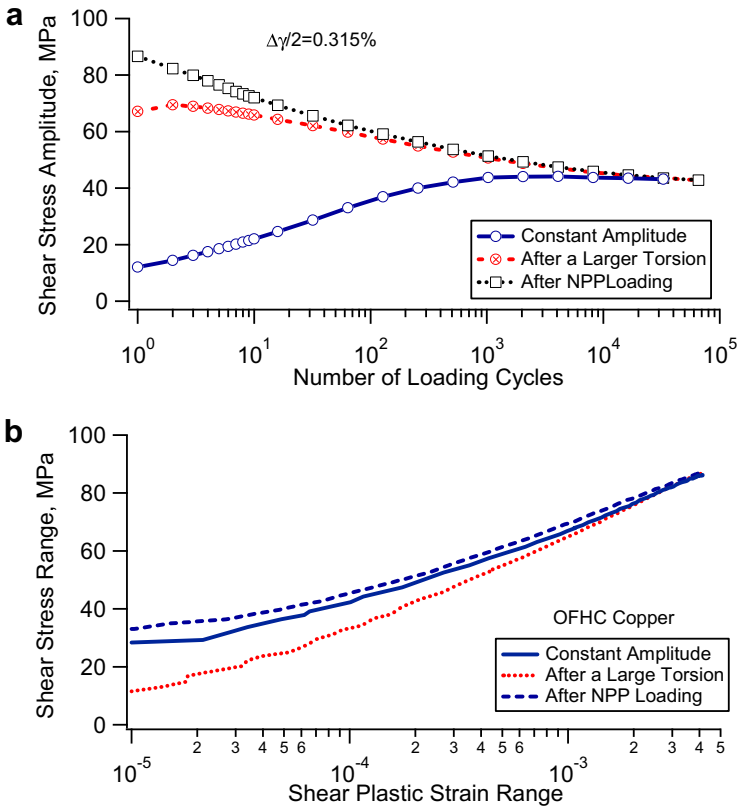 a
Δγ/2=0.315%
Shear Stress Amplitude, MPa
100
80
60
40
20
0
Constant Amplitude
After a Larger Torsion
After NPPLoading
10^0 10^1 10^2 10^3 10^4 10^5
Number of Loading Cycles
b
Shear Stress Range, MPa
100
80
60
40
20
0
OFHC Copper
Constant Amplitude
After a Large Torsion
After NPP Loading
2 3 4 5 6 2 3 4 5 6 2 3 4 5
10^-5 10^-4 10^-3
Shear Plastic Strain Range